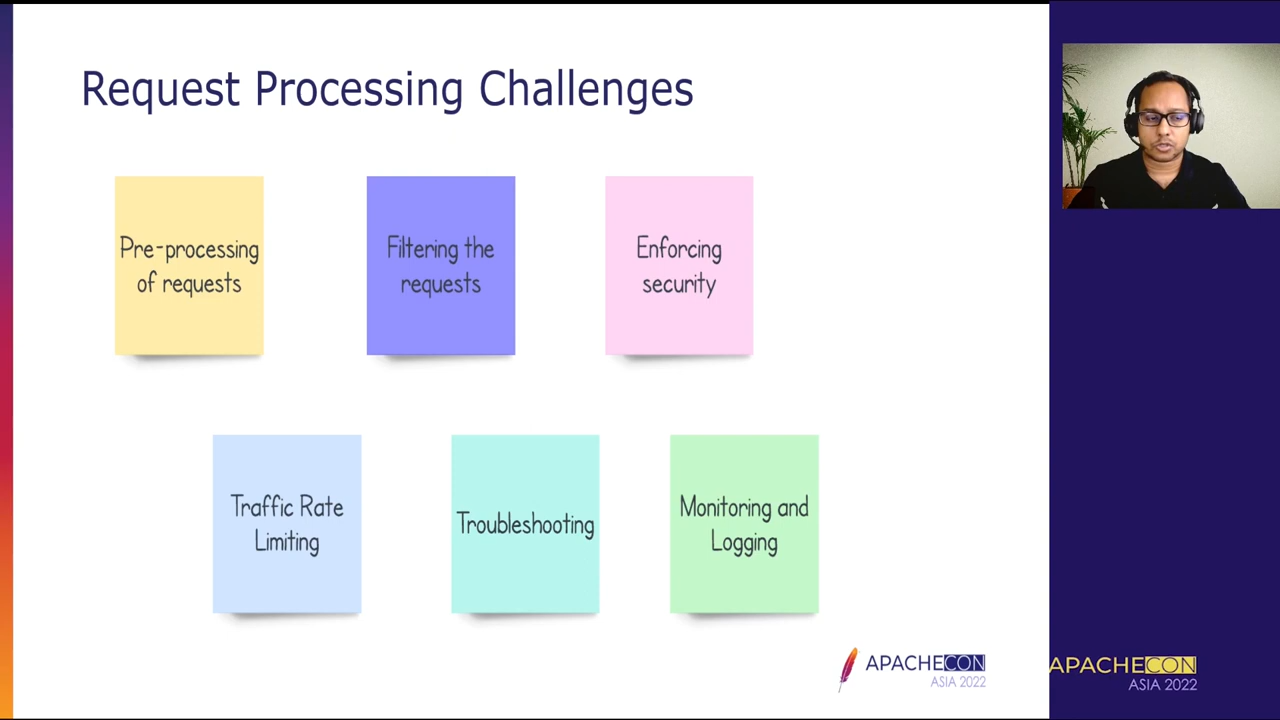 Request Processing Challenges
Pre-processing
of requests
Filtering the
requests
Enforcing
security
Traffic Rate
Limiting
Troubleshooting
Monitoring and
Logging
APACHECON
ASIA 2022
APACHECON
ASIA 2022